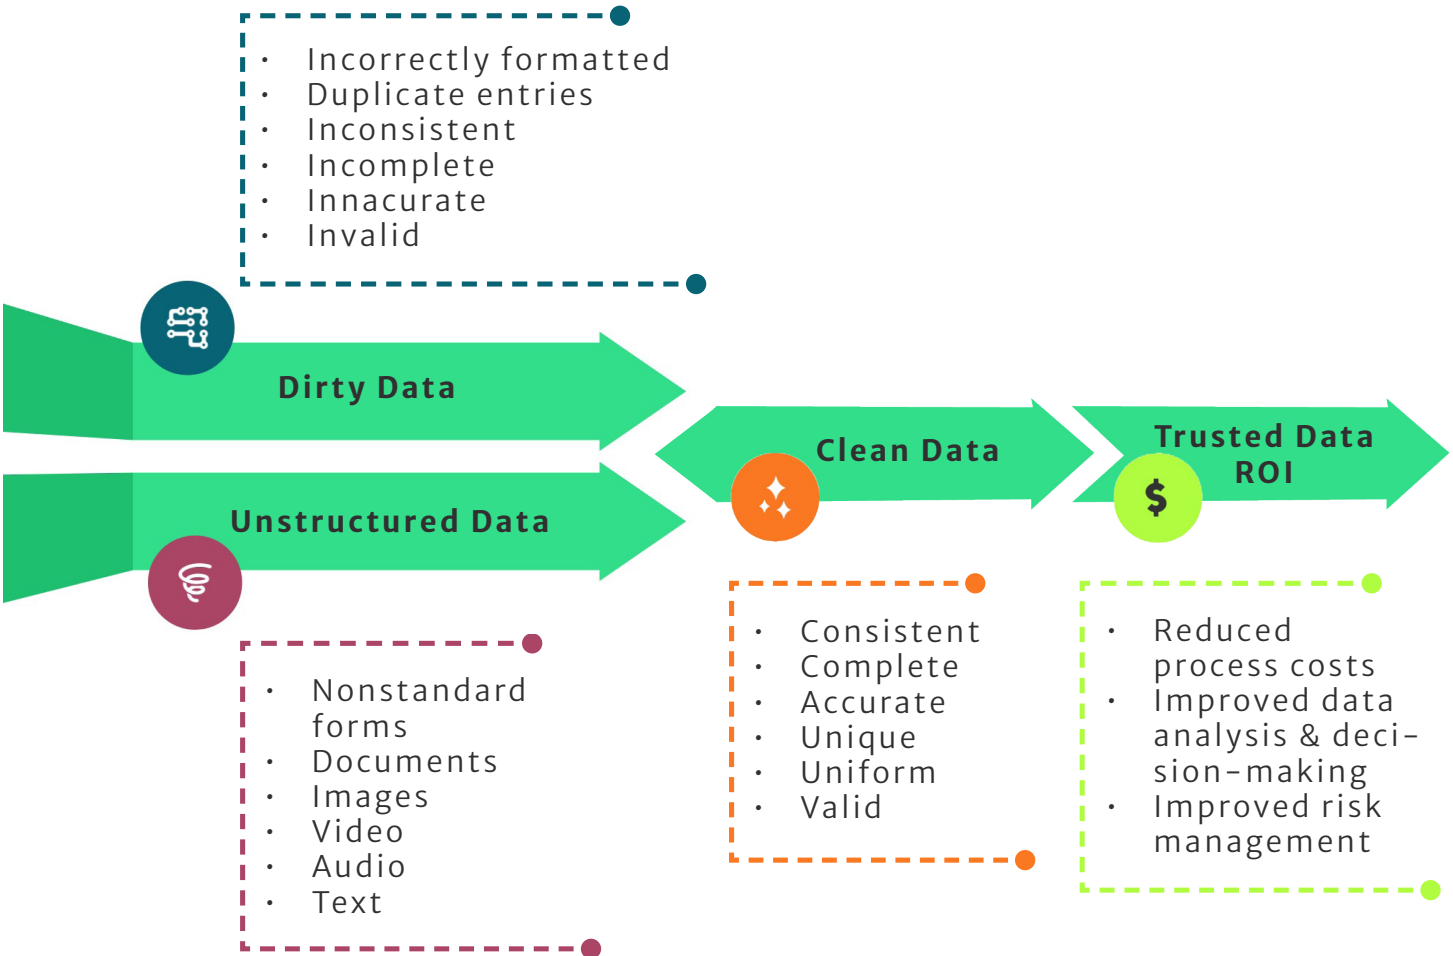 • Incorrectly formatted
• Duplicate entries
• Inconsistent
• Incomplete
• Innacurate
• Invalid
Dirty Data
Unstructured Data
Clean Data
Trusted Data
ROI
$
• Nonstandard
forms
• Documents
• Images
• Video
• Audio
• Text
• Consistent
• Complete
• Accurate
• Unique
• Uniform
• Valid
• Reduced
process costs
• Improved data
analysis & deci-
sion-making
• Improved risk
management